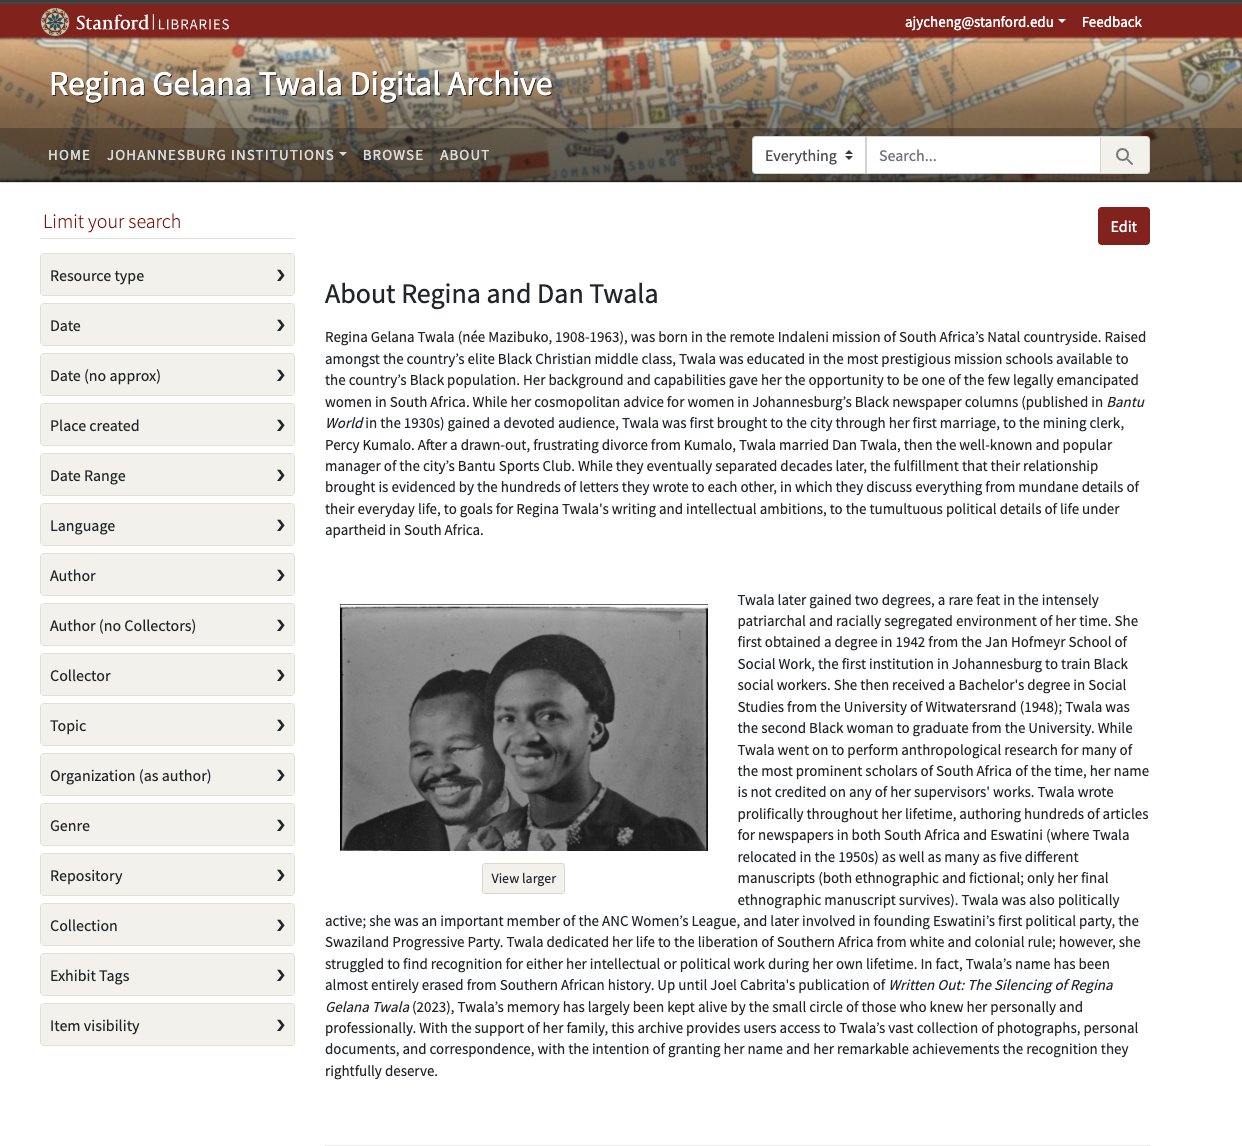 Stanford | LIBRARIES
ajycheng@stanford.edu
Feedback
Regina Gelana Twala Digital Archive
HOME
JOHANNESBURG INSTITUTIONS
BROWSE
ABOUT
Everything
Search...
Limit your search
Edit
Resource type
Date
Date (no approx)
Place created
Date Range
Language
Author
Author (no Collectors)
Collector
Topic
Organization (as author)
Genre
Repository
Collection
Exhibit Tags
Item visibility
About Regina and Dan Twala
Regina Gelana Twala (née Mazibuko, 1908-1963), was born in the remote Indaleni mission of South Africa’s Natal countryside. Raised
amongst the country’s elite Black Christian middle class, Twala was educated in the most prestigious mission schools available to
the country’s Black population. Her background and capabilities gave her the opportunity to be one of the few legally emancipated
women in South Africa. While her cosmopolitan advice for women in Johannesburg’s Black newspaper columns (published in Bantu
World in the 1930s) gained a devoted audience, Twala was first brought to the city through her first marriage, to the mining clerk,
Percy Kumalo. After a drawn-out, frustrating divorce from Kumalo, Twala married Dan Twala, then the well-known and popular
manager of the city’s Bantu Sports Club. While they eventually separated decades later, the fulfillment that their relationship
brought is evidenced by the hundreds of letters they wrote to each other, in which they discuss everything from mundane details of
their everyday life, to goals for Regina Twala's writing and intellectual ambitions, to the tumultuous political details of life under
apartheid in South Africa.
View larger
Twala later gained two degrees, a rare feat in the intensely
patriarchal and racially segregated environment of her time. She
first obtained a degree in 1942 from the Jan Hofmeyr School of
Social Work, the first institution in Johannesburg to train Black
social workers. She then received a Bachelor's degree in Social
Studies from the University of Witwatersrand (1948); Twala was
the second Black woman to graduate from the University. While
Twala went on to perform anthropological research for many of
the most prominent scholars of South Africa of the time, her name
is not credited on any of her supervisors' works. Twala wrote
prolifically throughout her lifetime, authoring hundreds of articles
for newspapers in both South Africa and Eswatini (where Twala
relocated in the 1950s) as well as many as five different
manuscripts (both ethnographic and fictional; only her final
ethnographic manuscript survives). Twala was also politically
active; she was an important member of the ANC Women’s League, and later involved in founding Eswatini’s first political party, the
Swaziland Progressive Party. Twala dedicated her life to the liberation of Southern Africa from white and colonial rule; however, she
struggled to find recognition for either her intellectual or political work during her own lifetime. In fact, Twala’s name has been
almost entirely erased from Southern African history. Up until Joel Cabrita's publication of Written Out: The Silencing of Regina
Gelana Twala (2023), Twala’s memory has largely been kept alive by the small circle of those who knew her personally and
professionally. With the support of her family, this archive provides users access to Twala’s vast collection of photographs, personal
documents, and correspondence, with the intention of granting her name and her remarkable achievements the recognition they
rightfully deserve.